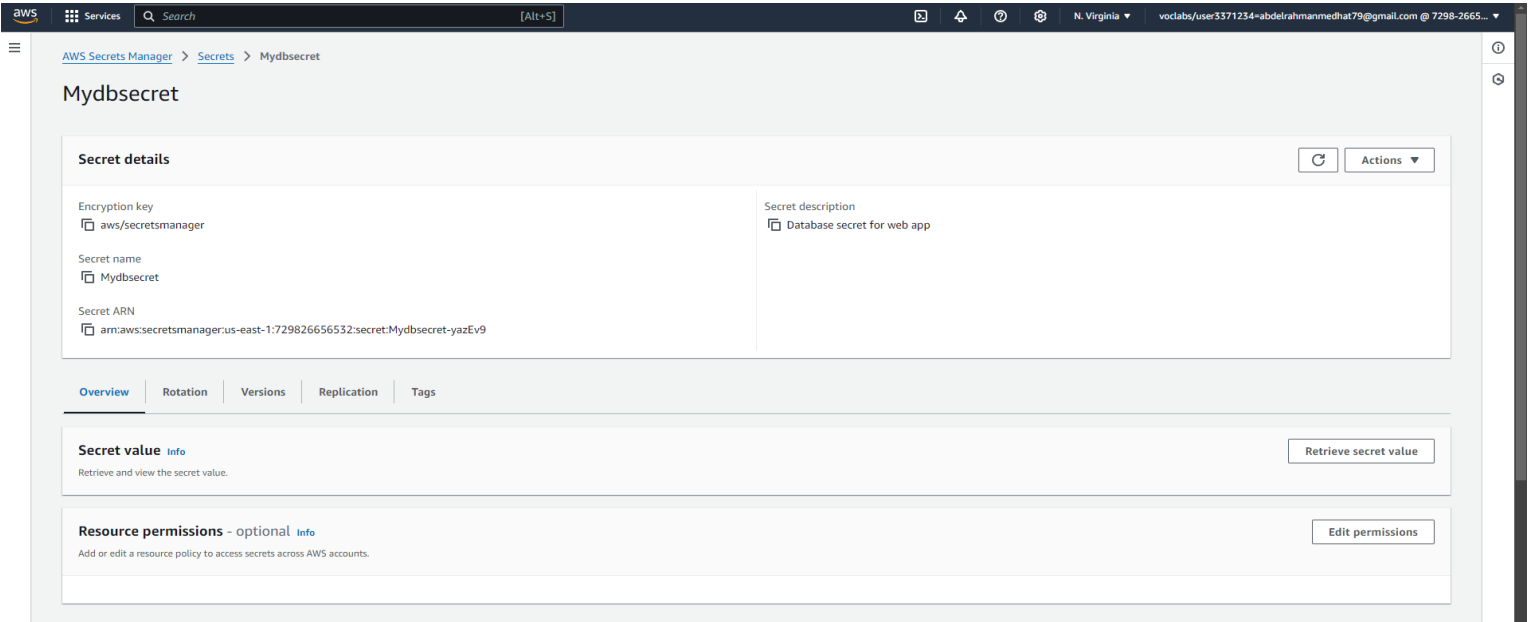 aws Services Search [Alt+S] N. Virginia voclabs/user3371234=abdelrahmanmedhat79@gmail.com @ 7298-2665...
AWS Secrets Manager > Secrets > Mydbsecret
Mydbsecret
Secret details Actions
Encryption key Secret description
aws/secretsmanager Database secret for web app
Secret name
Mydbsecret
Secret ARN
arn:aws:secretsmanager:us-east-1:729826656532:secret:Mydbsecret-yazEv9
Overview Rotation Versions Replication Tags
Secret value Info Retrieve secret value
Retrieve and view the secret value.
Resource permissions - optional Info Edit permissions
Add or edit a resource policy to access secrets across AWS accounts.